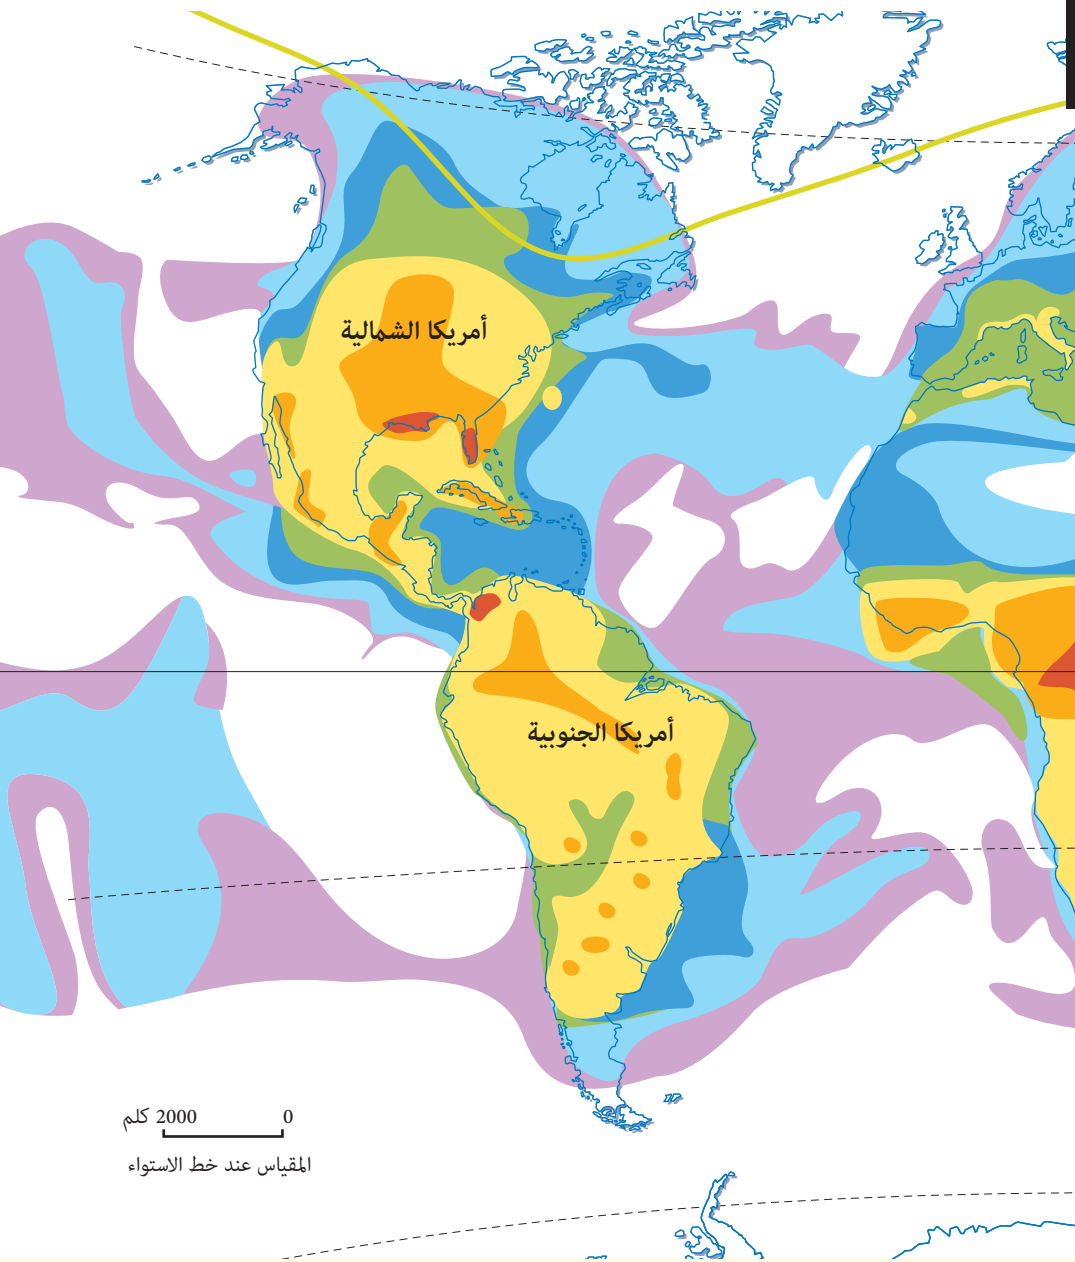 أمريكا الشمالية
أمريكا الجنوبية
0 2000 كلم
المقياس عند خط الاستواء